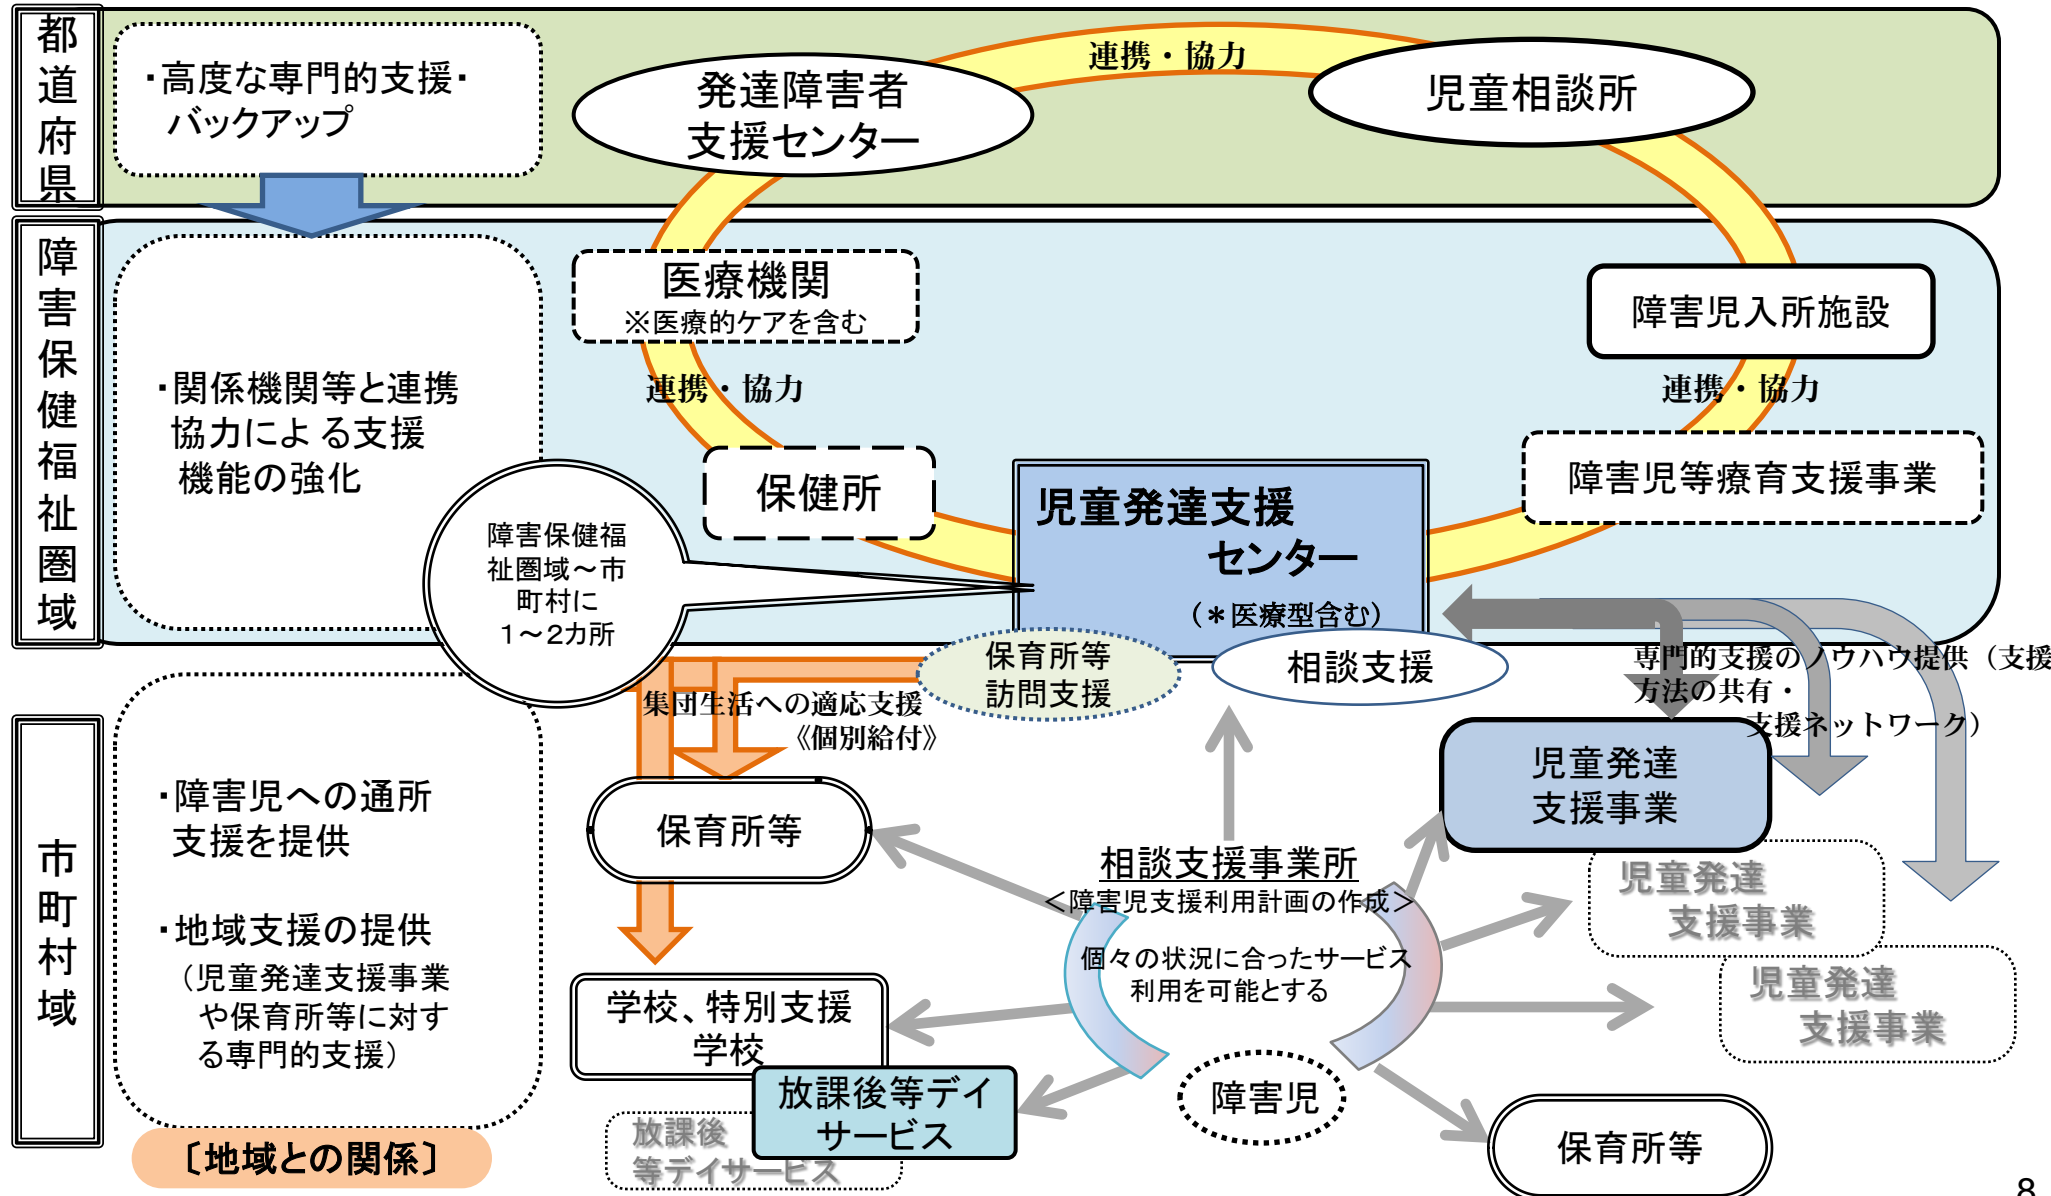 都道府県
・高度な専門的支援・
バックアップ
発達障害者
支援センター
連携・協力
児童相談所
障害保健福祉圏域
・関係機関等と連携
協力による支援
機能の強化
医療機関
※医療的ケアを含む
連携・協力
保健所
障害児入所施設
連携・協力
障害児等療育支援事業
児童発達支援
センター
（＊医療型含む）
障害保健福
祉圏域～市
町村に
１～２カ所
保育所等
訪問支援
相談支援
専門的支援のノウハウ提供（支援
方法の共有・
支援ネットワーク）
集団生活への適応支援
《個別給付》
市町村域
・障害児への通所
支援を提供
・地域支援の提供
（児童発達支援事業
や保育所等に対す
る専門的支援）
〔地域との関係〕
保育所等
学校、特別支援
学校
放課後等デイ
サービス
放課後
等デイサービス
相談支援事業所
＜障害児支援利用計画の作成＞
個々の状況に合ったサービス
利用を可能とする
障害児
児童発達
支援事業
児童発達
支援事業
児童発達
支援事業
保育所等
8